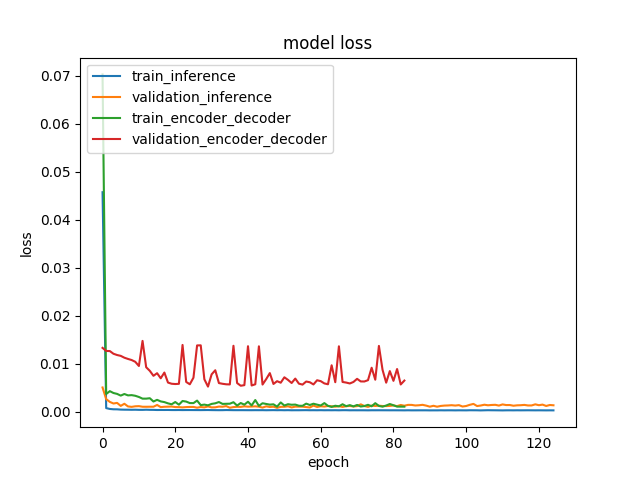 model loss
train_inference
validation_inference
train_encoder_decoder
validation_encoder_decoder
loss
0.07
0.06
0.05
0.04
0.03
0.02
0.01
0.00
0 20 40 60 80 100 120
epoch